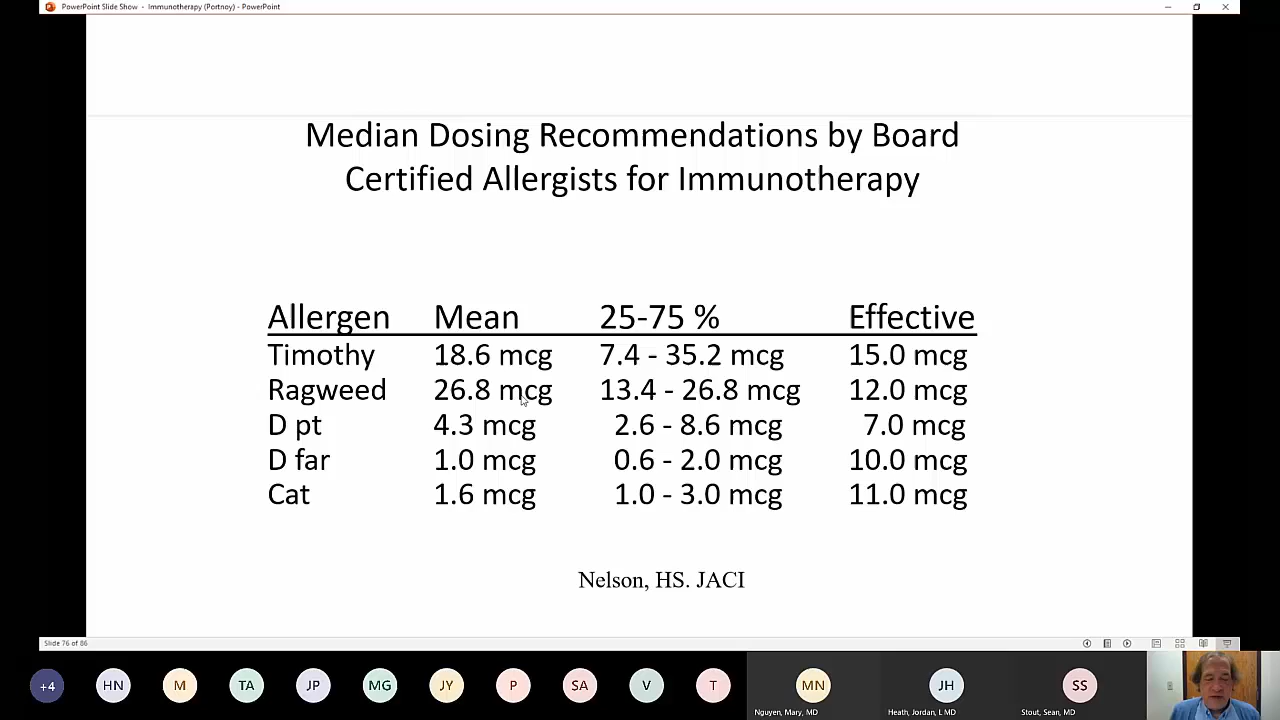 PowerPoint Slide Show - Immunotherapy (Portnoy) - PowerPoint
Median Dosing Recommendations by Board
Certified Allergists for Immunotherapy
Allergen Mean 25-75 % Effective
Timothy 18.6 mcg 7.4 - 35.2 mcg 15.0 mcg
Ragweed 26.8 mcg 13.4 - 26.8 mcg 12.0 mcg
D pt 4.3 mcg 2.6 - 8.6 mcg 7.0 mcg
D far 1.0 mcg 0.6 - 2.0 mcg 10.0 mcg
Cat 1.6 mcg 1.0 - 3.0 mcg 11.0 mcg
Nelson, HS. JACI
Slide 76 of 86
+4 HN M TA JP MG JY P SA V T MN JH SS
Nguyen, Mary, MD Heath, Jordan, L MD Stout, Sean, MD